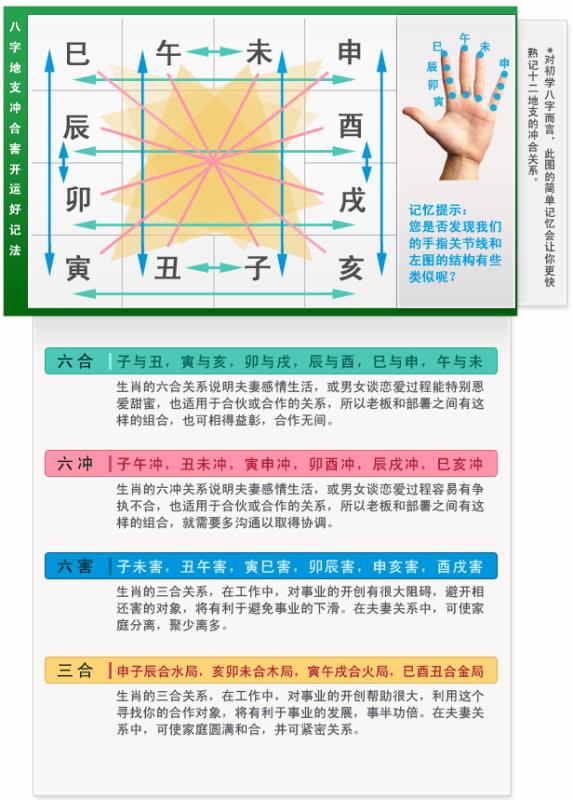 八字地支冲合害开运好记法
巳 午 未 申
辰 酉
卯 戌
寅 丑 子 亥
巳 午 未 申
辰
卯
寅
记忆提示：
您是否发现我们
的手指关节线和
左图的结构有些
类似呢？
*对初学八字而言，此图的简单记忆会让你更快
熟记十二地支的冲合关系。
六合 子与丑，寅与亥，卯与戌，辰与酉，巳与申，午与未
生肖的六合关系说明夫妻感情生活，或男女谈恋爱过程能特别恩
爱甜蜜，也适用于合伙或合作的关系，所以老板和部署之间有这
样的组合，也可相得益彰，合作无间。
六冲 子午冲，丑未冲，寅申冲，卯酉冲，辰戌冲，巳亥冲
生肖的六冲关系说明夫妻感情生活，或男女谈恋爱过程容易有争
执不合，也适用于合伙或合作的关系，所以老板和部署之间有这
样的组合，就需要多沟通以取得协调。
六害 子未害，丑午害，寅巳害，卯辰害，申亥害，酉戌害
生肖的三合关系，在工作中，对事业的开创有很大阻碍，避开相
还害的对象，将有利于避免事业的下滑。在夫妻关系中，可使家
庭分离，聚少离多。
三合 申子辰合水局，亥卯未合木局，寅午戌合火局，巳酉丑合金局
生肖的三合关系，在工作中，对事业的开创帮助很大，利用这个
寻找你的合作对象，将有利于事业的发展，事半功倍。在夫妻关
系中，可使家庭圆满和合，并可紧密关系。